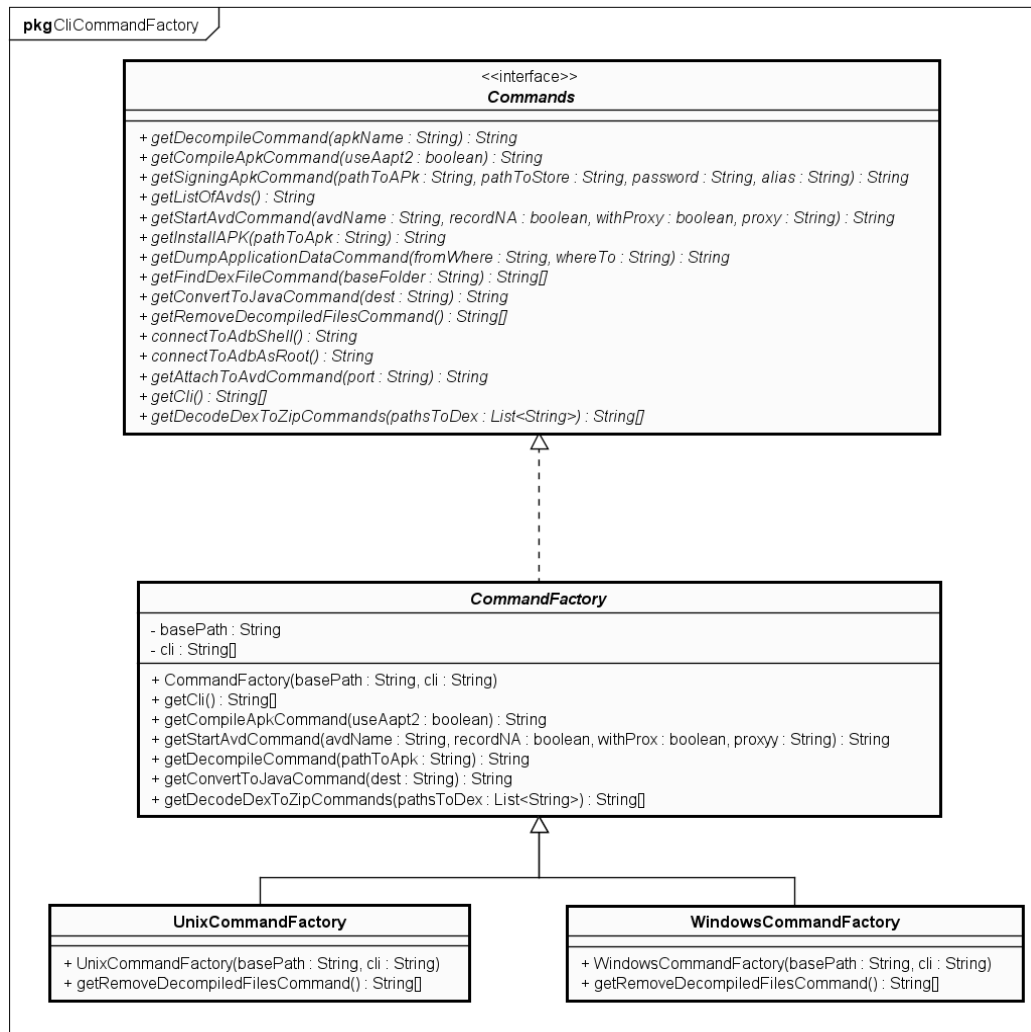 pkgCliCommandFactory
<<interface>>
Commands
+ getDecompileCommand(apkName : String) : String
+ getCompileApkCommand(useAapt2 : boolean) : String
+ getSigningApkCommand(pathToAPk : String, pathToStore : String, password : String, alias : String) : String
+ getListOfAvds() : String
+ getStartAvdCommand(avdName : String, recordNA : boolean, withProxy : boolean, proxy : String) : String
+ getInstallAPK(pathToApk : String) : String
+ getDumpApplicationDataCommand(fromWhere : String, whereTo : String) : String
+ getFindDexFileCommand(baseFolder : String) : String[]
+ getConvertToJavaCommand(dest : String) : String
+ getRemoveDecompiledFilesCommand() : String[]
+ connectToAdbShell() : String
+ connectToAdbAsRoot() : String
+ getAttachToAvdCommand(port : String) : String
+ getCli() : String[]
+ getDecodeDexToZipCommands(pathsToDex : List<String>) : String[]
CommandFactory
- basePath : String
- cli : String[]
+ CommandFactory(basePath : String, cli : String)
+ getCli() : String[]
+ getCompileApkCommand(useAapt2 : boolean) : String
+ getStartAvdCommand(avdName : String, recordNA : boolean, withProx : boolean, proxyy : String) : String
+ getDecompileCommand(pathToApk : String) : String
+ getConvertToJavaCommand(dest : String) : String
+ getDecodeDexToZipCommands(pathsToDex : List<String>) : String[]
UnixCommandFactory
+ UnixCommandFactory(basePath : String, cli : String)
+ getRemoveDecompiledFilesCommand() : String[]
WindowsCommandFactory
+ WindowsCommandFactory(basePath : String, cli : String)
+ getRemoveDecompiledFilesCommand() : String[]